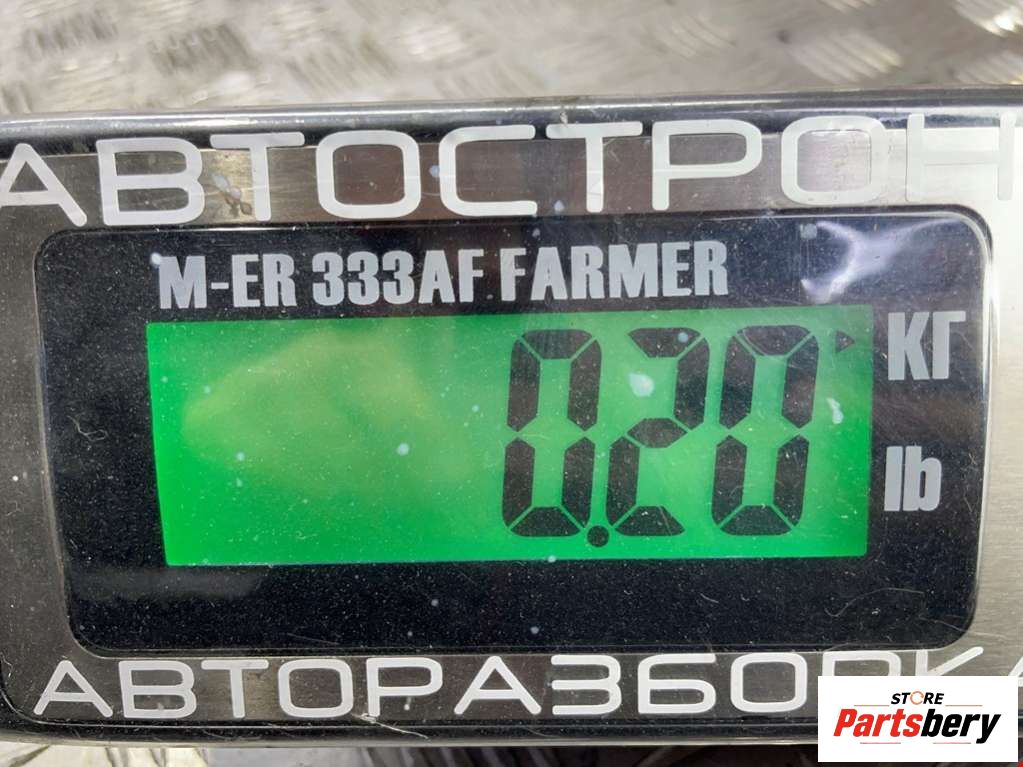 АВТОСТРОН
M-ER 333AF FARMER
0.20
КГ
lb
АВТОРАЗБОРКА
STORE
Partsbery